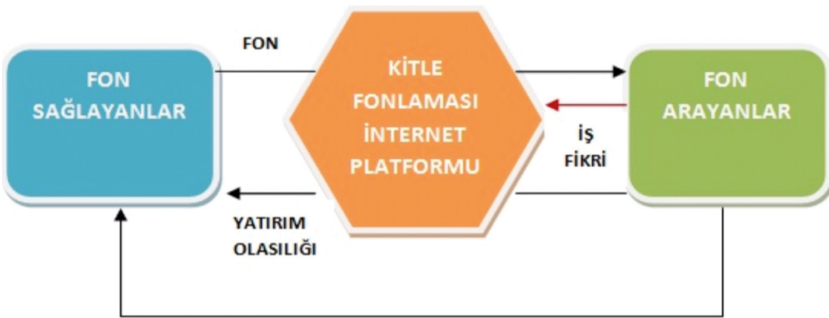 FON
SAĞLAYANLAR
FON
KİTLE
FONLAMASI
İNTERNET
PLATFORMU
FON
ARAYANLAR
İŞ
FİKRİ
YATIRIM
OLASILIĞI